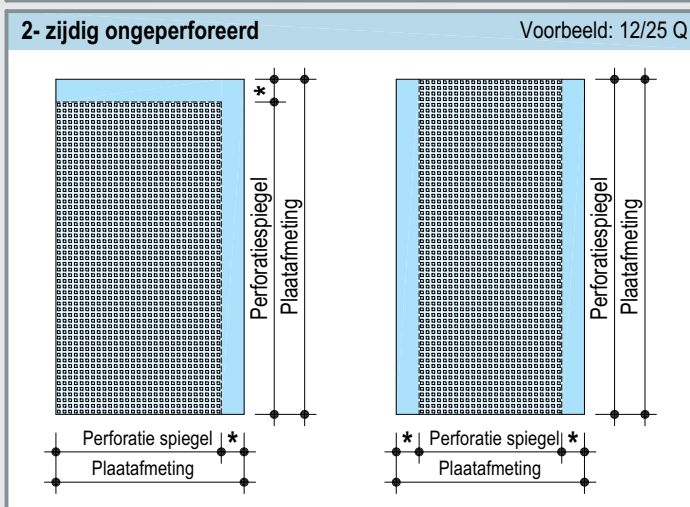 2- zijdig ongeperforeerd
Voorbeeld: 12/25 Q
*
Perforatiespiegel
Plaatafmeting
Perforatie spiegel
*
Plaatafmeting
Perforatiespiegel
Plaatafmeting
*
Perforatie spiegel
*
Plaatafmeting